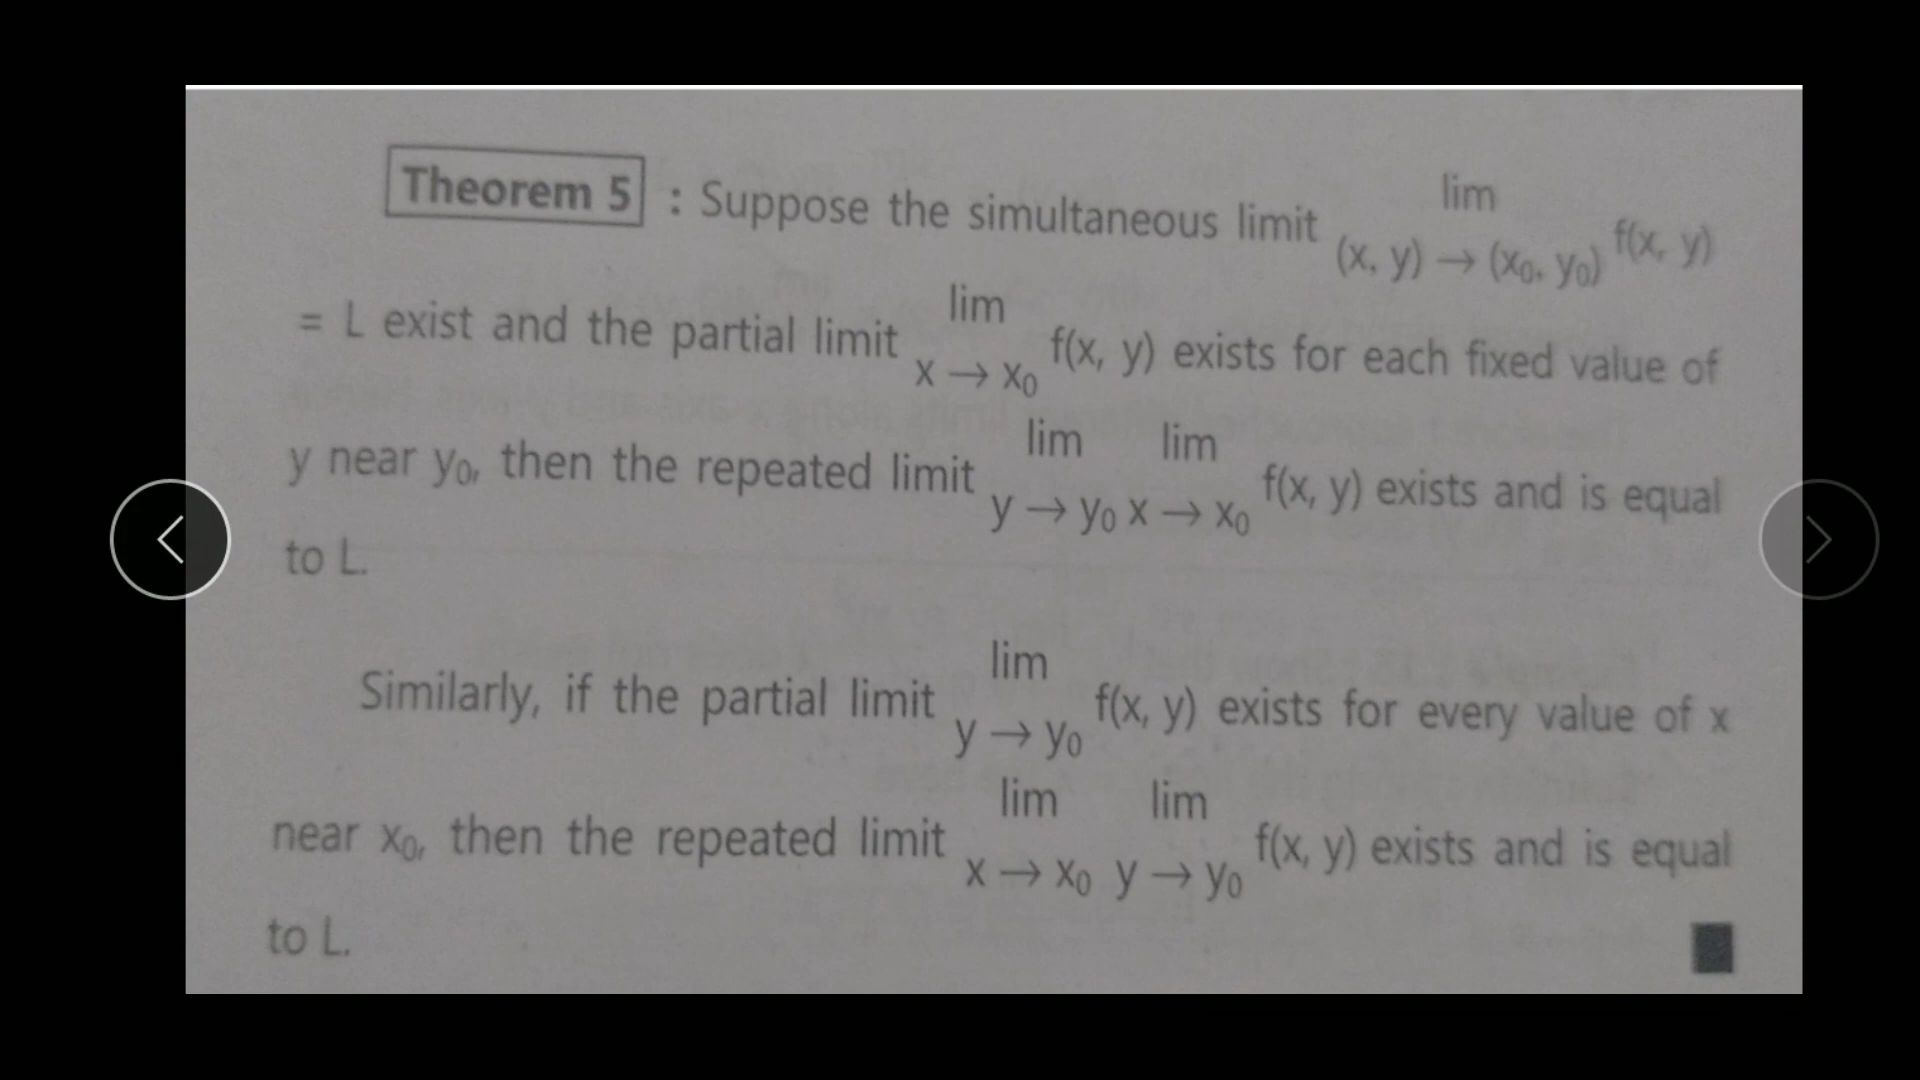 Theorem 5 : Suppose the simultaneous limit lim (x, y) → (x₀, y₀) f(x, y)
= L exist and the partial limit lim x → x₀ f(x, y) exists for each fixed value of
y near y₀, then the repeated limit lim y → y₀ lim x → x₀ f(x, y) exists and is equal
to L.
Similarly, if the partial limit lim y → y₀ f(x, y) exists for every value of x
near x₀, then the repeated limit lim x → x₀ lim y → y₀ f(x, y) exists and is equal
to L.